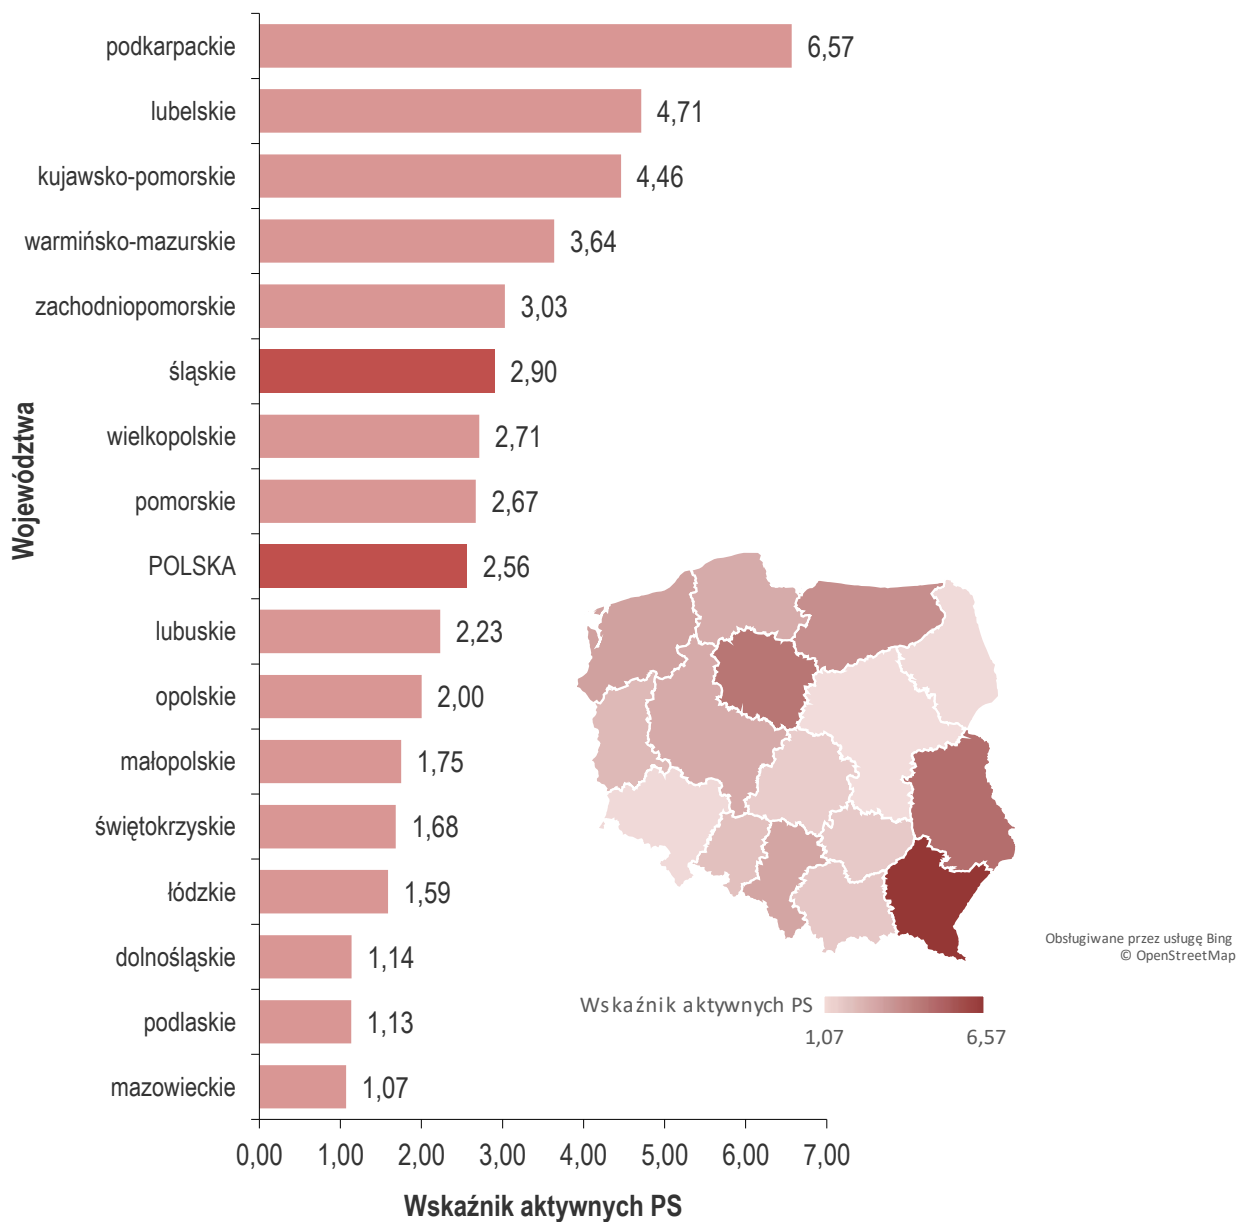 podkarpackie 6,57
lubelskie 4,71
kujawsko-pomorskie 4,46
warmińsko-mazurskie 3,64
zachodniopomorskie 3,03
śląskie 2,90
wielkopolskie 2,71
pomorskie 2,67
POLSKA 2,56
lubuskie 2,23
opolskie 2,00
małopolskie 1,75
świętokrzyskie 1,68
łódzkie 1,59
dolnośląskie 1,14
podlaskie 1,13
mazowieckie 1,07
Województwa
0,00 1,00 2,00 3,00 4,00 5,00 6,00 7,00
Wskaźnik aktywnych PS
Obsługiwane przez usługę Bing
© OpenStreetMap
Wskaźnik aktywnych PS
1,07 6,57